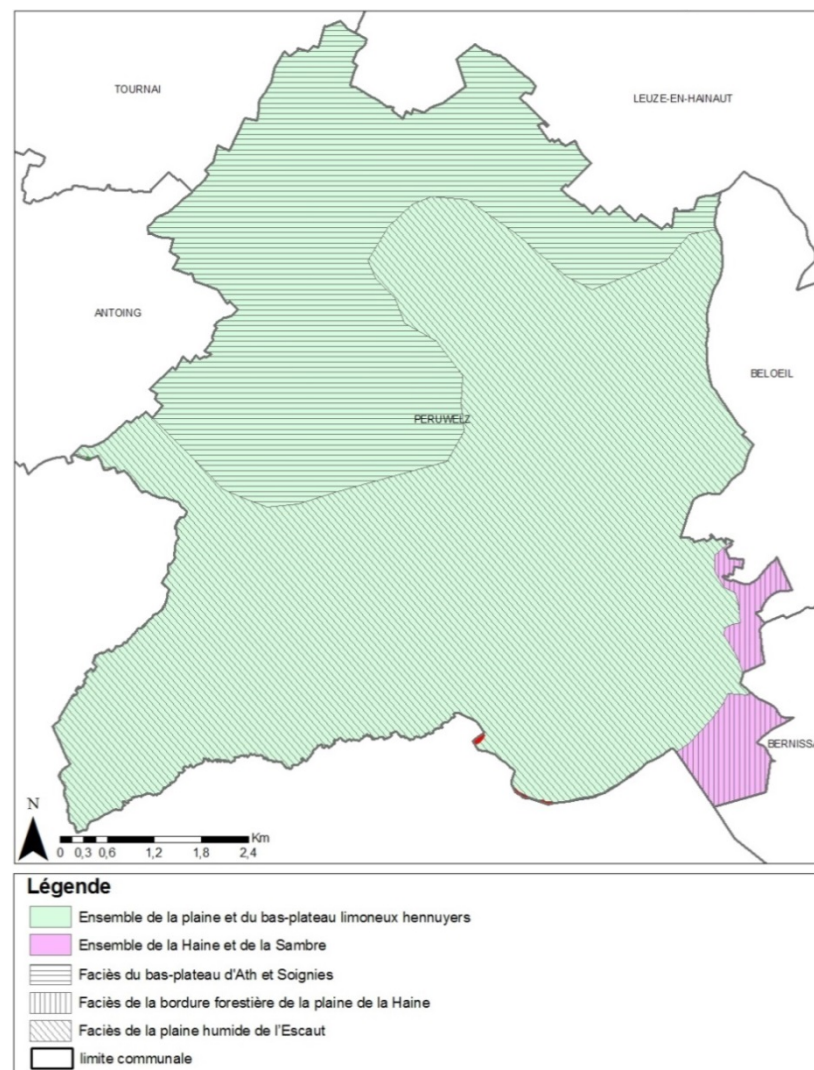 TOURNAI
LEUZE-EN-HAINAUT
ANTOING
BELOEIL
PERUWELZ
BERNISSA
N
Km
0 0,3 0,6 1,2 1,8 2,4
Légende
Ensemble de la plaine et du bas-plateau limoneux hennuyers
Ensemble de la Haine et de la Sambre
Faciès du bas-plateau d'Ath et Soignies
Faciès de la bordure forestière de la plaine de la Haine
Faciès de la plaine humide de l'Escaut
limite communale